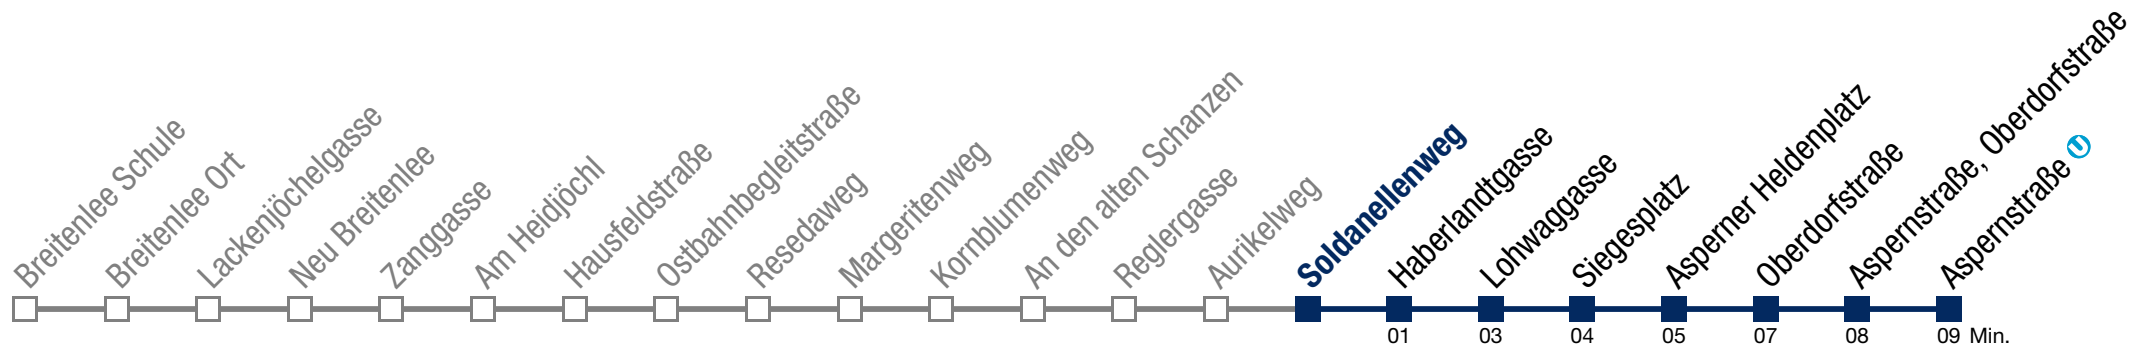 Breitenlee Schule
Breitenlee Ort
Lackenjöchelgasse
Neu Breitenlee
Zanggasse
Am Heidjöchl
Hausfeldstraße
Ostbahnbegleitstraße
Resedaweg
Margeritenweg
Kornblumenweg
An den alten Schanzen
Reglergasse
Aurikelweg
Soldanellenweg
Haberlandtgasse
Lohwaggasse
Siegesplatz
Asperner Heldenplatz
Oberdorfstraße
Aspernstraße, Oberdorfstraße
Aspernstraße U
01 03 04 05 07 08 09 Min.